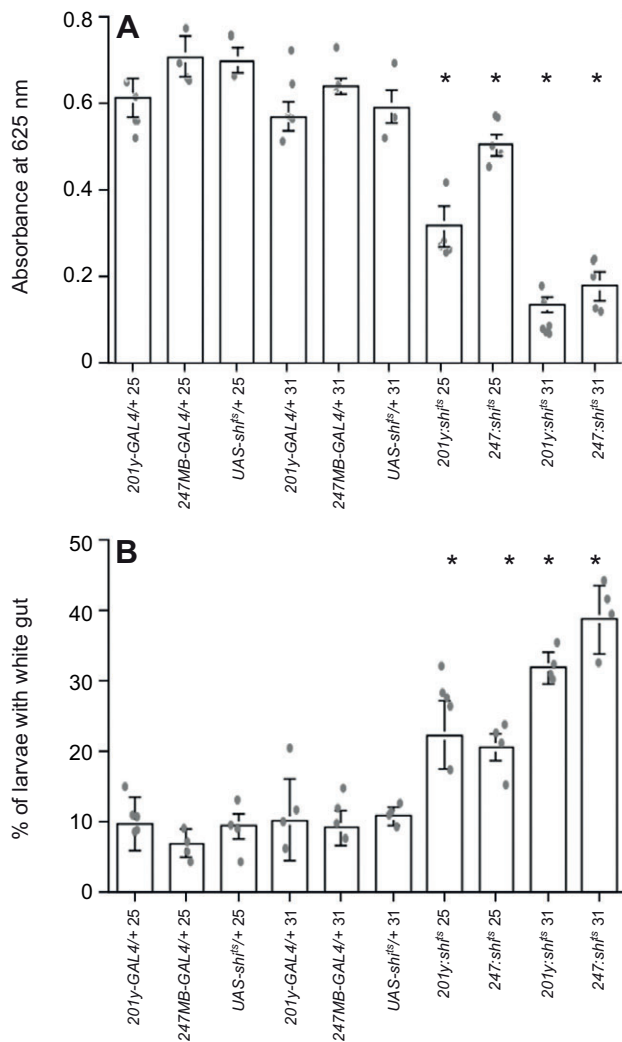 A
0.8
0.6
0.4
0.2
0
Absorbance at 625 nm
* * * *
201y-GAL4/+ 25
247MB-GAL4/+ 25
UAS-shiᵗˢ/+ 25
201y-GAL4/+ 31
247MB-GAL4/+ 31
UAS-shiᵗˢ/+ 31
201y:shiᵗˢ 25
247:shiᵗˢ 25
201y:shiᵗˢ 31
247:shiᵗˢ 31
B
50
40
30
20
10
0
% of larvae with white gut
* * * *
201y-GAL4/+ 25
247MB-GAL4/+ 25
UAS-shiᵗˢ/+ 25
201y-GAL4/+ 31
247MB-GAL4/+ 31
UAS-shiᵗˢ/+ 31
201y:shiᵗˢ 25
247:shiᵗˢ 25
201y:shiᵗˢ 31
247:shiᵗˢ 31